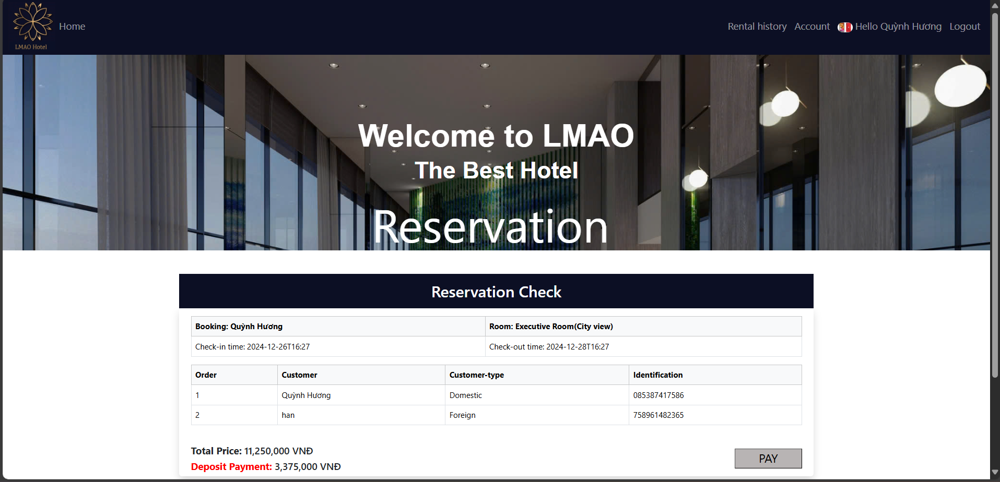 Home
Rental history Account Hello Quỳnh Hương Logout
LMAO Hotel
Welcome to LMAO
The Best Hotel
Reservation
Reservation Check
Booking: Quỳnh Hương Room: Executive Room(City view)
Check-in time: 2024-12-26T16:27 Check-out time: 2024-12-28T16:27
Order Customer Customer-type Identification
1 Quỳnh Hương Domestic 085387417586
2 han Foreign 758961482365
Total Price: 11,250,000 VNĐ
Deposit Payment: 3,375,000 VNĐ
PAY